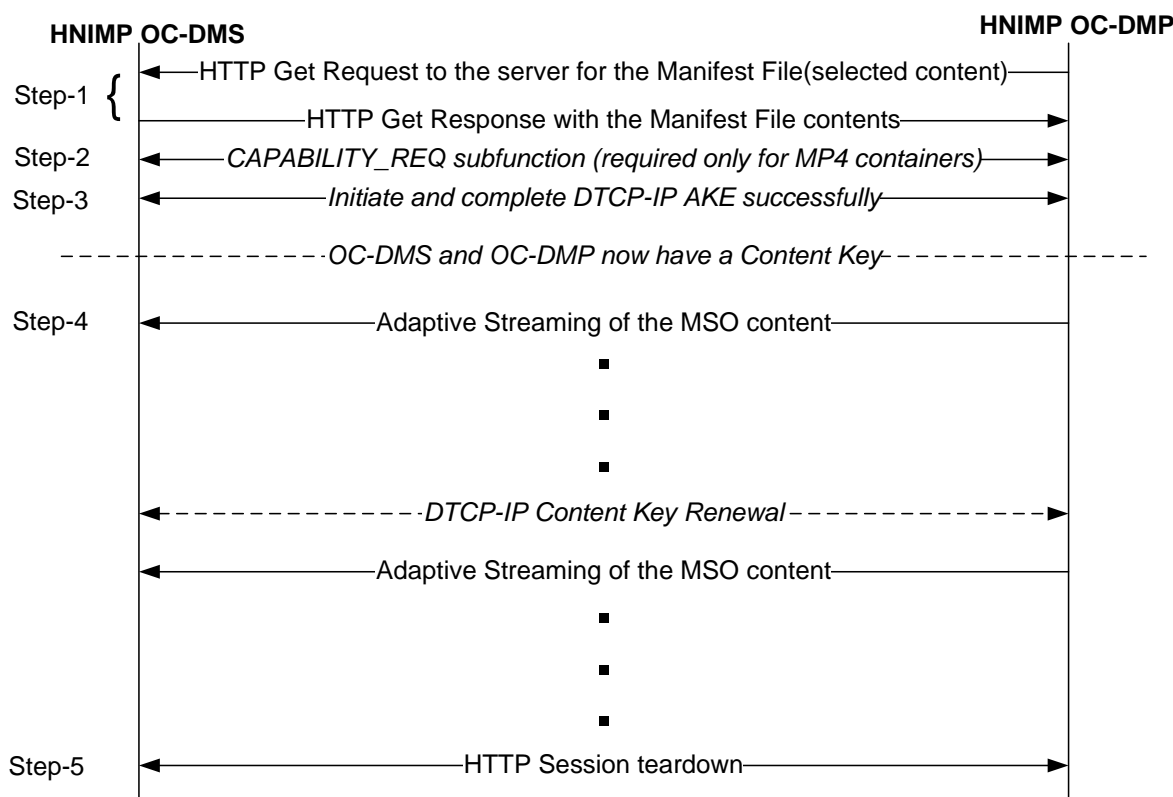 HNIMP OC-DMS
HNIMP OC-DMP
HTTP Get Request to the server for the Manifest File(selected content)
Step-1 {
HTTP Get Response with the Manifest File contents
Step-2
CAPABILITY_REQ subfunction (required only for MP4 containers)
Step-3
Initiate and complete DTCP-IP AKE successfully
OC-DMS and OC-DMP now have a Content Key
Step-4
Adaptive Streaming of the MSO content
DTCP-IP Content Key Renewal
Adaptive Streaming of the MSO content
Step-5
HTTP Session teardown